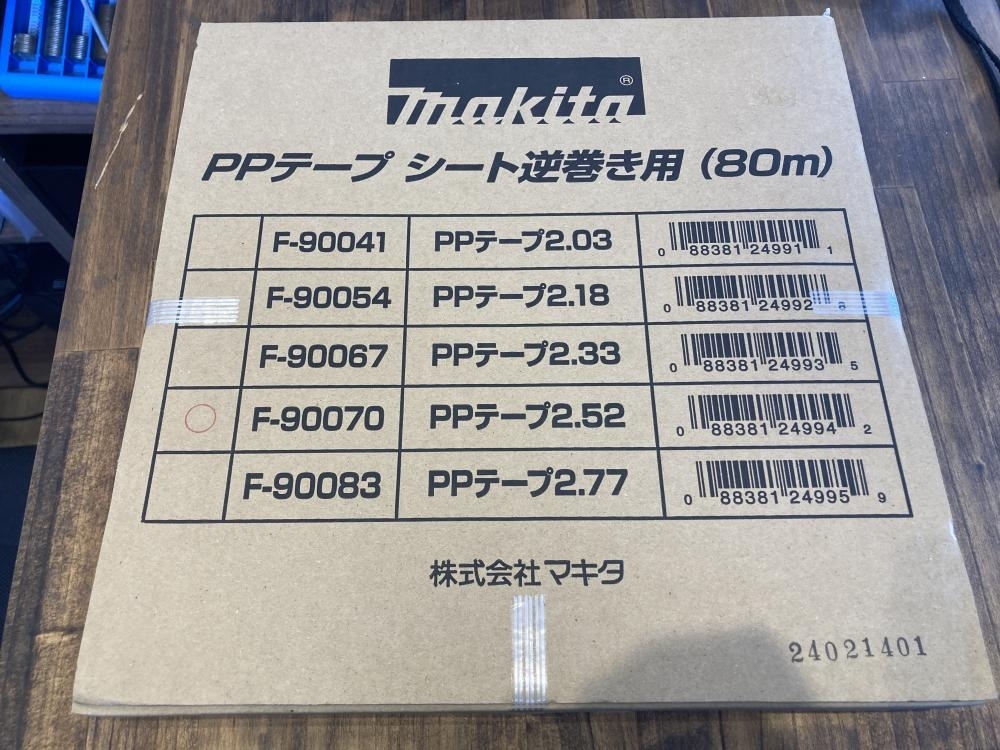 makita®
PPテープ シート逆巻き用 (80m)
F-90041 PPテープ2.03 0 88381 24991 1
F-90054 PPテープ2.18 0 88381 24992 8
F-90067 PPテープ2.33 0 88381 24993 5
F-90070 PPテープ2.52 0 88381 24994 2
F-90083 PPテープ2.77 0 88381 24995 9
株式会社マキタ
24021401